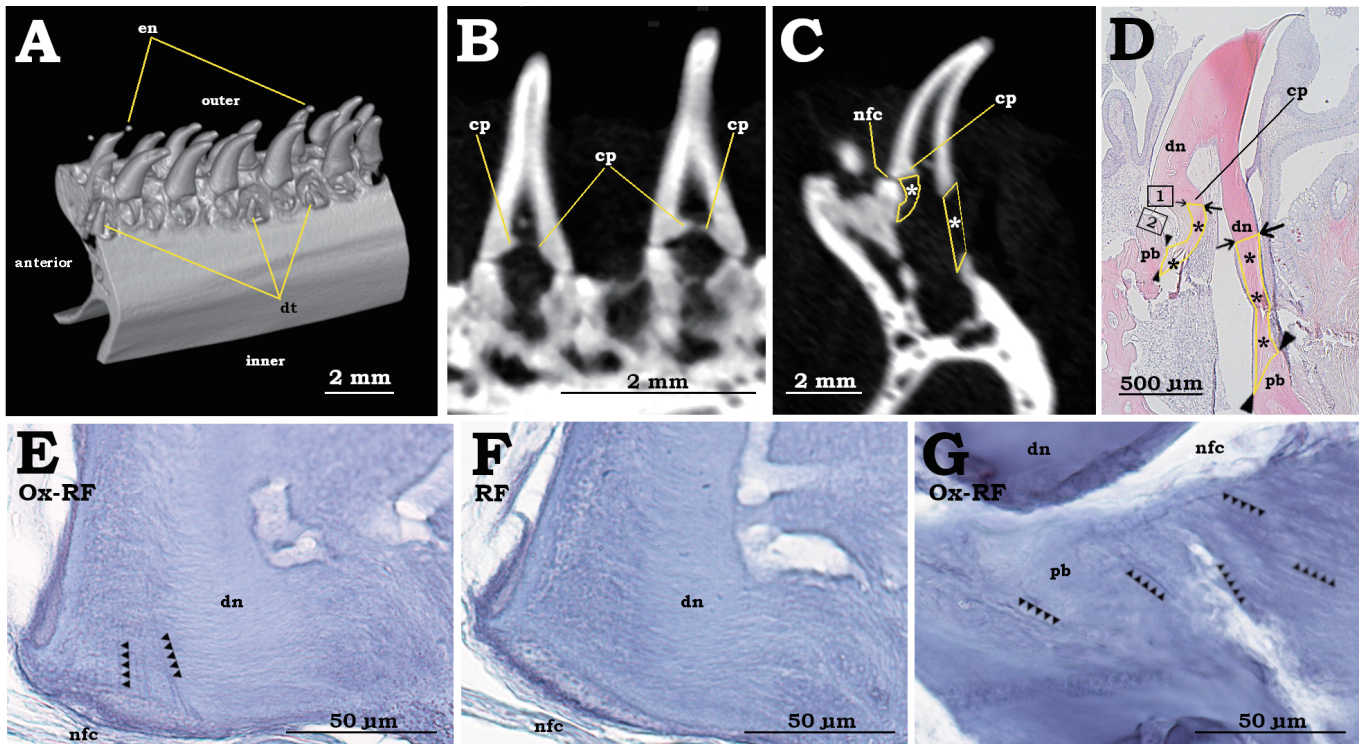 A
en
outer
anterior
dt
inner
2 mm
B
cp
cp
cp
2 mm
C
cp
nfc
*
*
2 mm
D
cp
dn
1
2
*
dn
pb
*
*
*
*
pb
500 µm
E
Ox-RF
dn
50 µm
nfc
F
RF
dn
50 µm
nfc
G
Ox-RF
dn
nfc
pb
50 µm